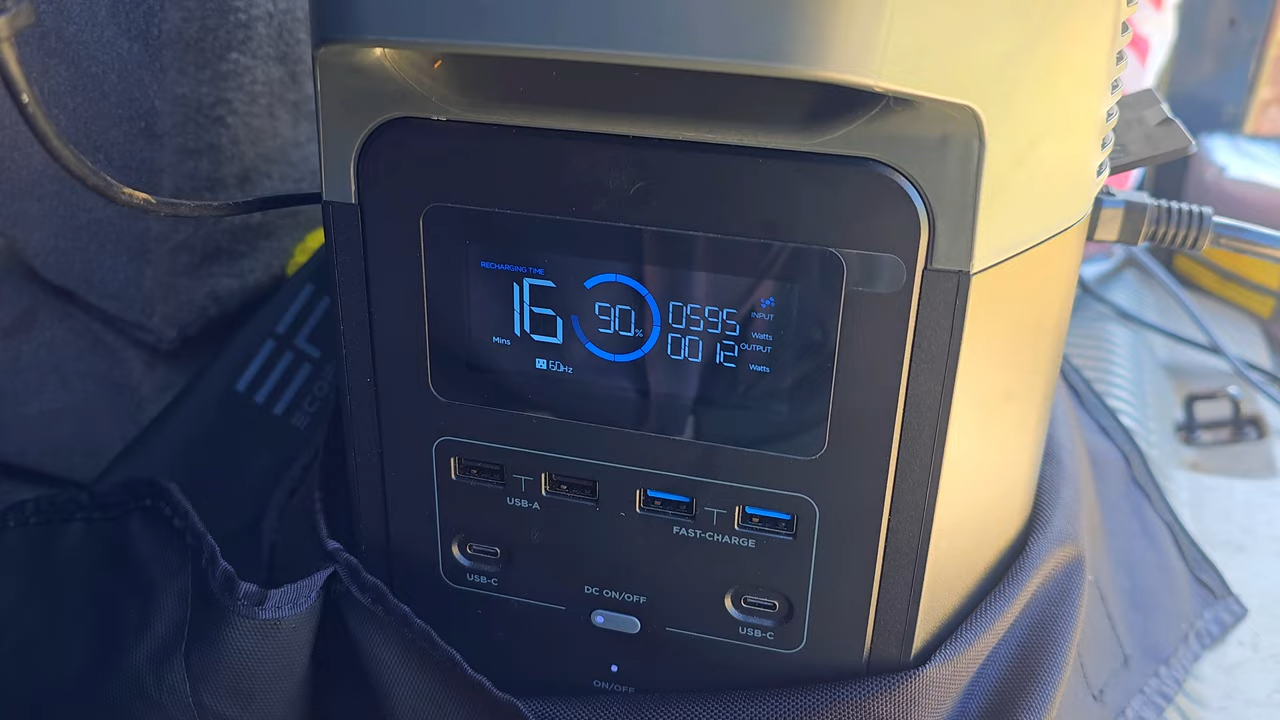 RECHARGING TIME
16
Mins
90%
0595
INPUT
Watts
0012
OUTPUT
Watts
60Hz
USB-A
FAST-CHARGE
USB-C
DC ON/OFF
USB-C
ON/OFF
EF